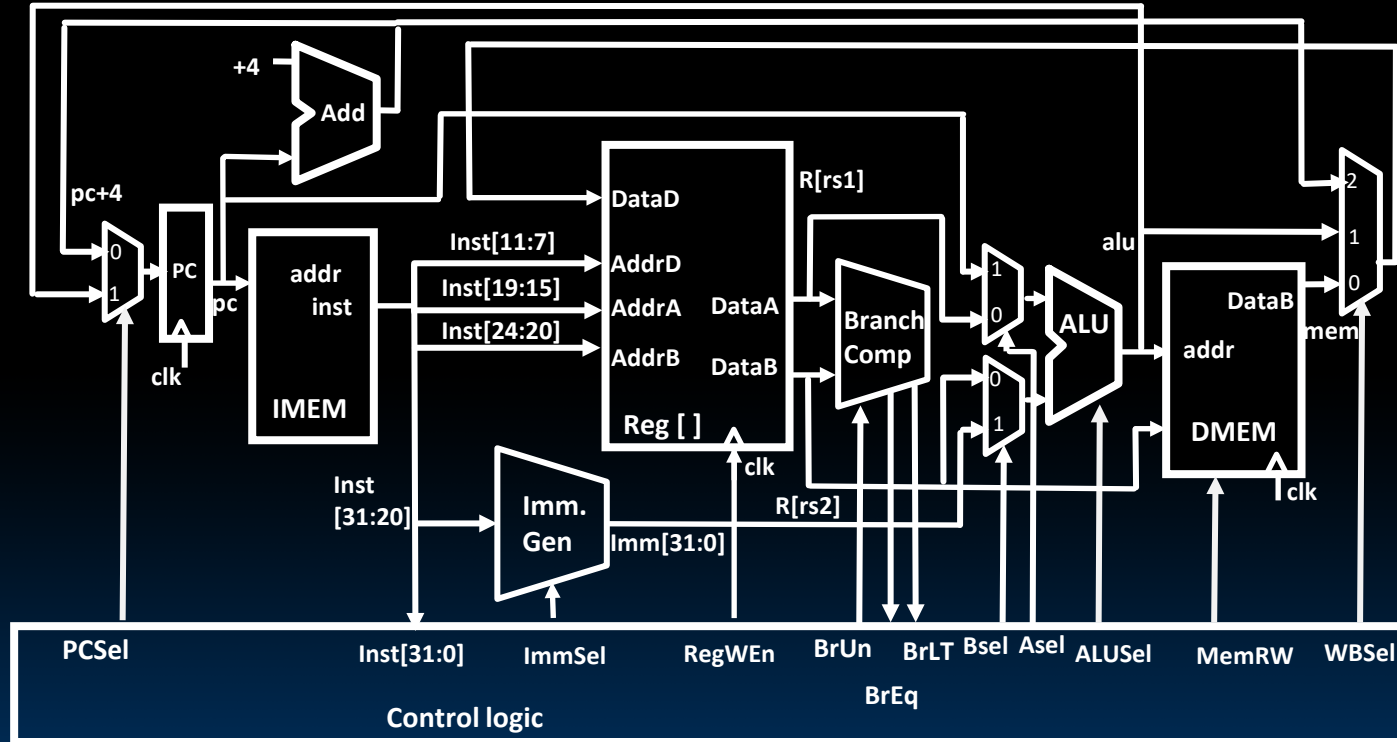 +4
Add
pc+4
0
1
PC
pc
clk
addr
inst
IMEM
Inst[11:7]
Inst[19:15]
Inst[24:20]
DataD
AddrD
AddrA
AddrB
DataA
DataB
Reg [ ]
clk
R[rs1]
R[rs2]
Branch
Comp
1
0
0
1
ALU
alu
addr
DataB
DMEM
clk
mem
2
1
0
Inst
[31:20]
Imm.
Gen
Imm[31:0]
PCSel
Inst[31:0]
ImmSel
RegWEn
BrUn
BrEq
BrLT
Bsel
Asel
ALUSel
MemRW
WBSel
Control logic